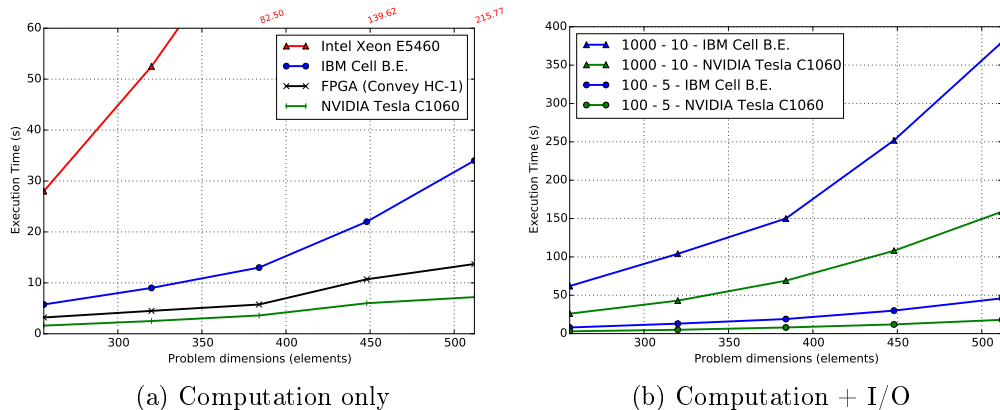 82.50
139.62
215.77
60
50
40
30
20
10
0
Execution Time (s)
Intel Xeon E5460
IBM Cell B.E.
FPGA (Convey HC-1)
NVIDIA Tesla C1060
300
350
400
450
500
Problem dimensions (elements)
(a) Computation only
400
350
300
250
200
150
100
50
0
Execution Time (s)
1000 - 10 - IBM Cell B.E.
1000 - 10 - NVIDIA Tesla C1060
100 - 5 - IBM Cell B.E.
100 - 5 - NVIDIA Tesla C1060
300
350
400
450
500
Problem dimensions (elements)
(b) Computation + I/O